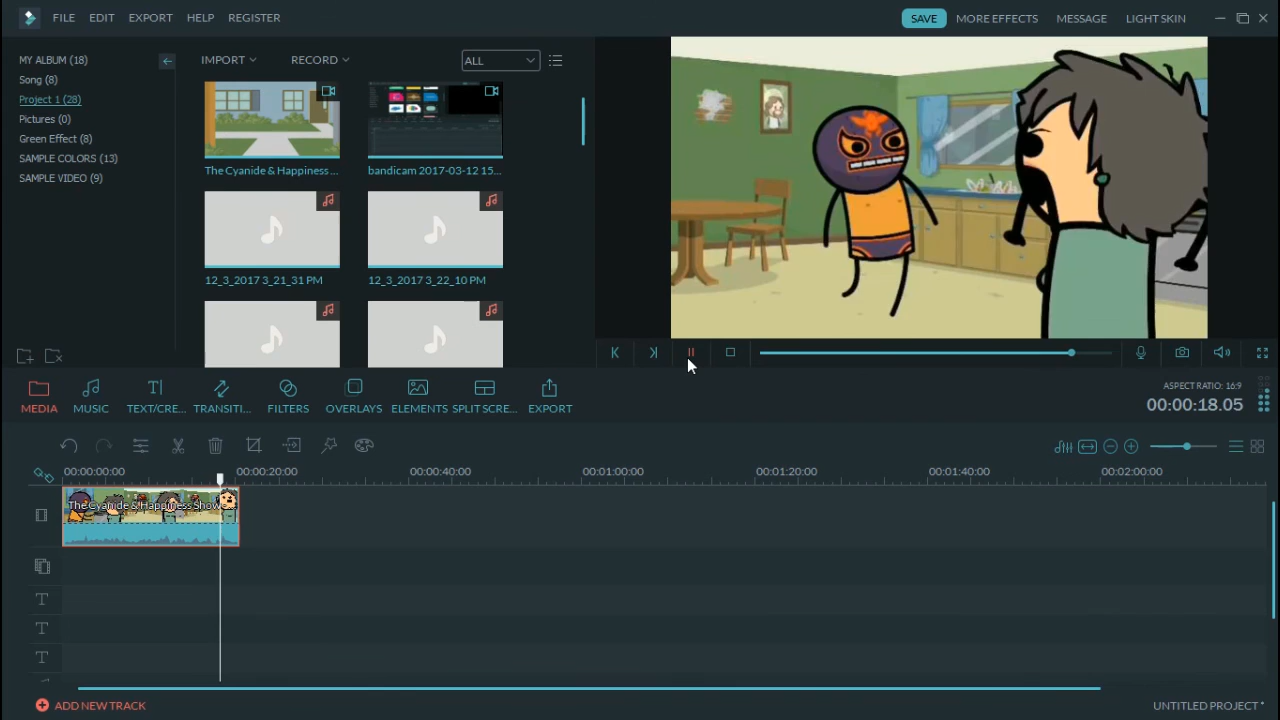 FILE EDIT EXPORT HELP REGISTER SAVE MORE EFFECTS MESSAGE LIGHT SKIN
MY ALBUM (18)
Song (8)
Project 1 (28)
Pictures (0)
Green Effect (8)
SAMPLE COLORS (13)
SAMPLE VIDEO (9)
IMPORT RECORD ALL
The Cyanide & Happiness ... bandicam 2017-03-12 15...
12_3_2017 3_21_31 PM 12_3_2017 3_22_10 PM
MEDIA MUSIC TEXT/CRE... TRANSITI... FILTERS OVERLAYS ELEMENTS SPLIT SCRE... EXPORT
ASPECT RATIO: 16:9
00:00:18.05
00:00:00:00 00:00:20:00 00:00:40:00 00:01:00:00 00:01:20:00 00:01:40:00 00:02:00:00
The Cyanide & Happiness Show
T
T
T
ADD NEW TRACK UNTITLED PROJECT *